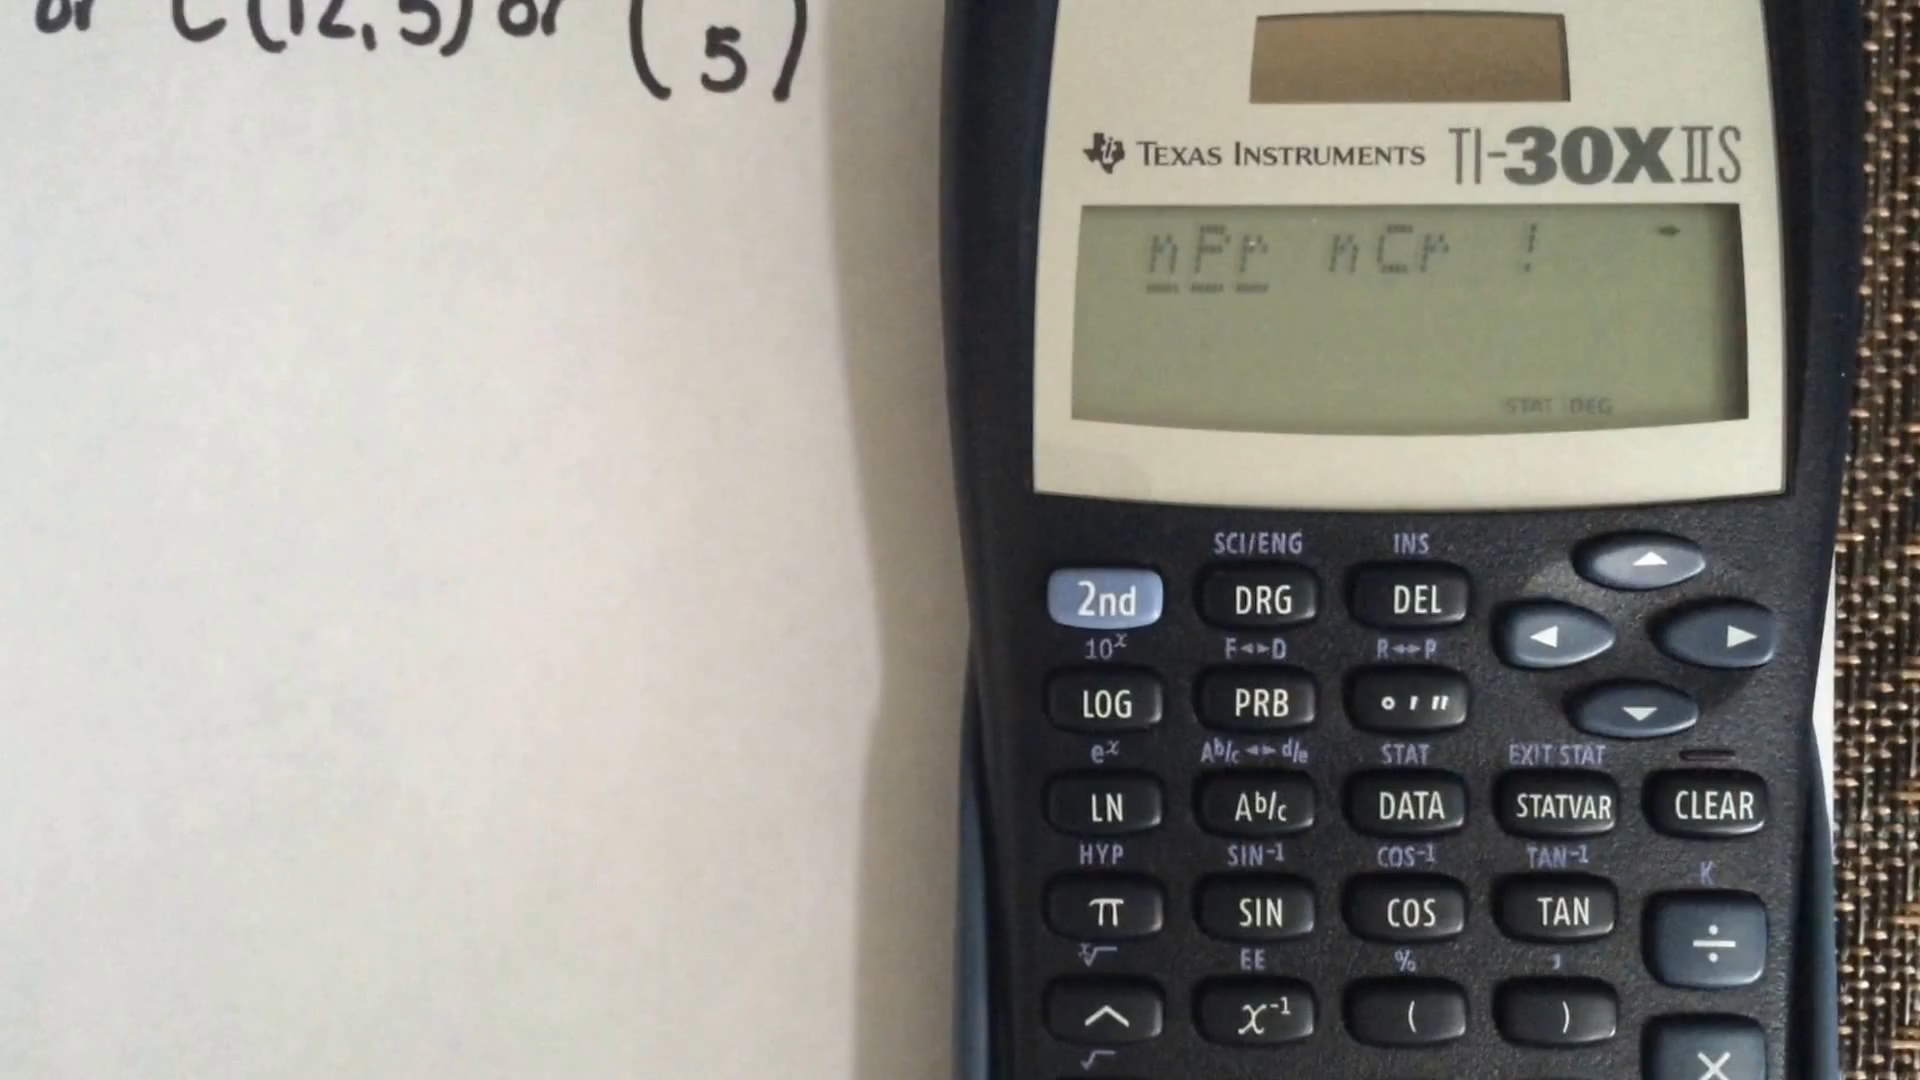 or C(12,5) or ( 5)
TEXAS INSTRUMENTS TI-30XIIS
nPr nCr !
STAT DEG
SCI/ENG INS
2nd DRG DEL
10ˣ F◄►D R◄►P
LOG PRB ° ′ ″
eˣ Ab/c◄►d/e STAT EXIT STAT
LN Ab/c DATA STATVAR CLEAR
HYP SIN⁻¹ COS⁻¹ TAN⁻¹ K
π SIN COS TAN ÷
ˣ√ EE % ,
^ x⁻¹ ( ) ×
√